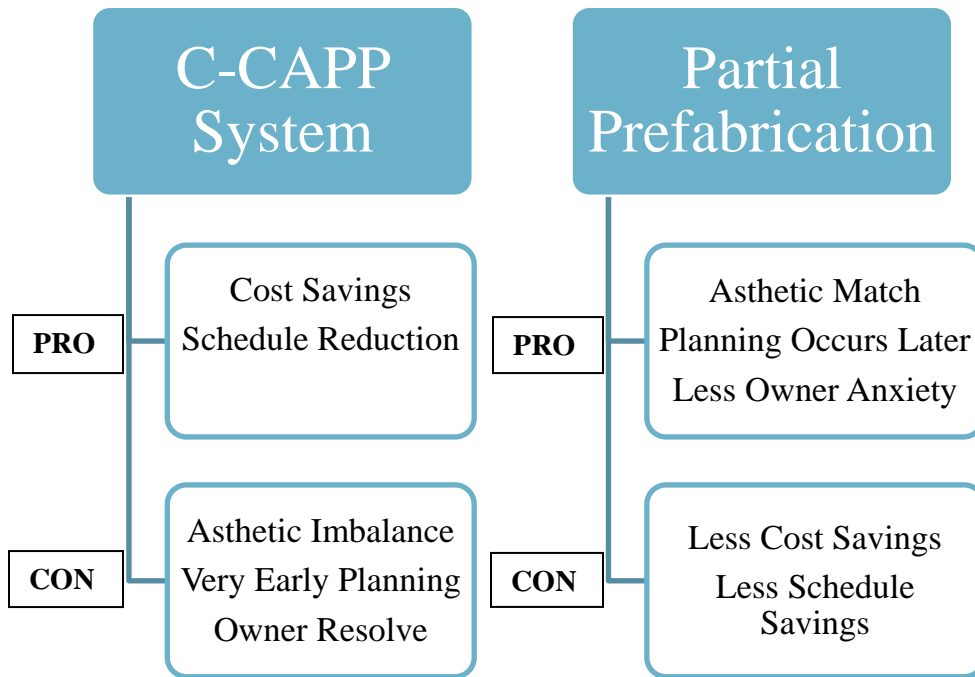 C-CAPP
System
PRO
Cost Savings
Schedule Reduction
CON
Asthetic Imbalance
Very Early Planning
Owner Resolve
Partial
Prefabrication
PRO
Asthetic Match
Planning Occurs Later
Less Owner Anxiety
CON
Less Cost Savings
Less Schedule
Savings